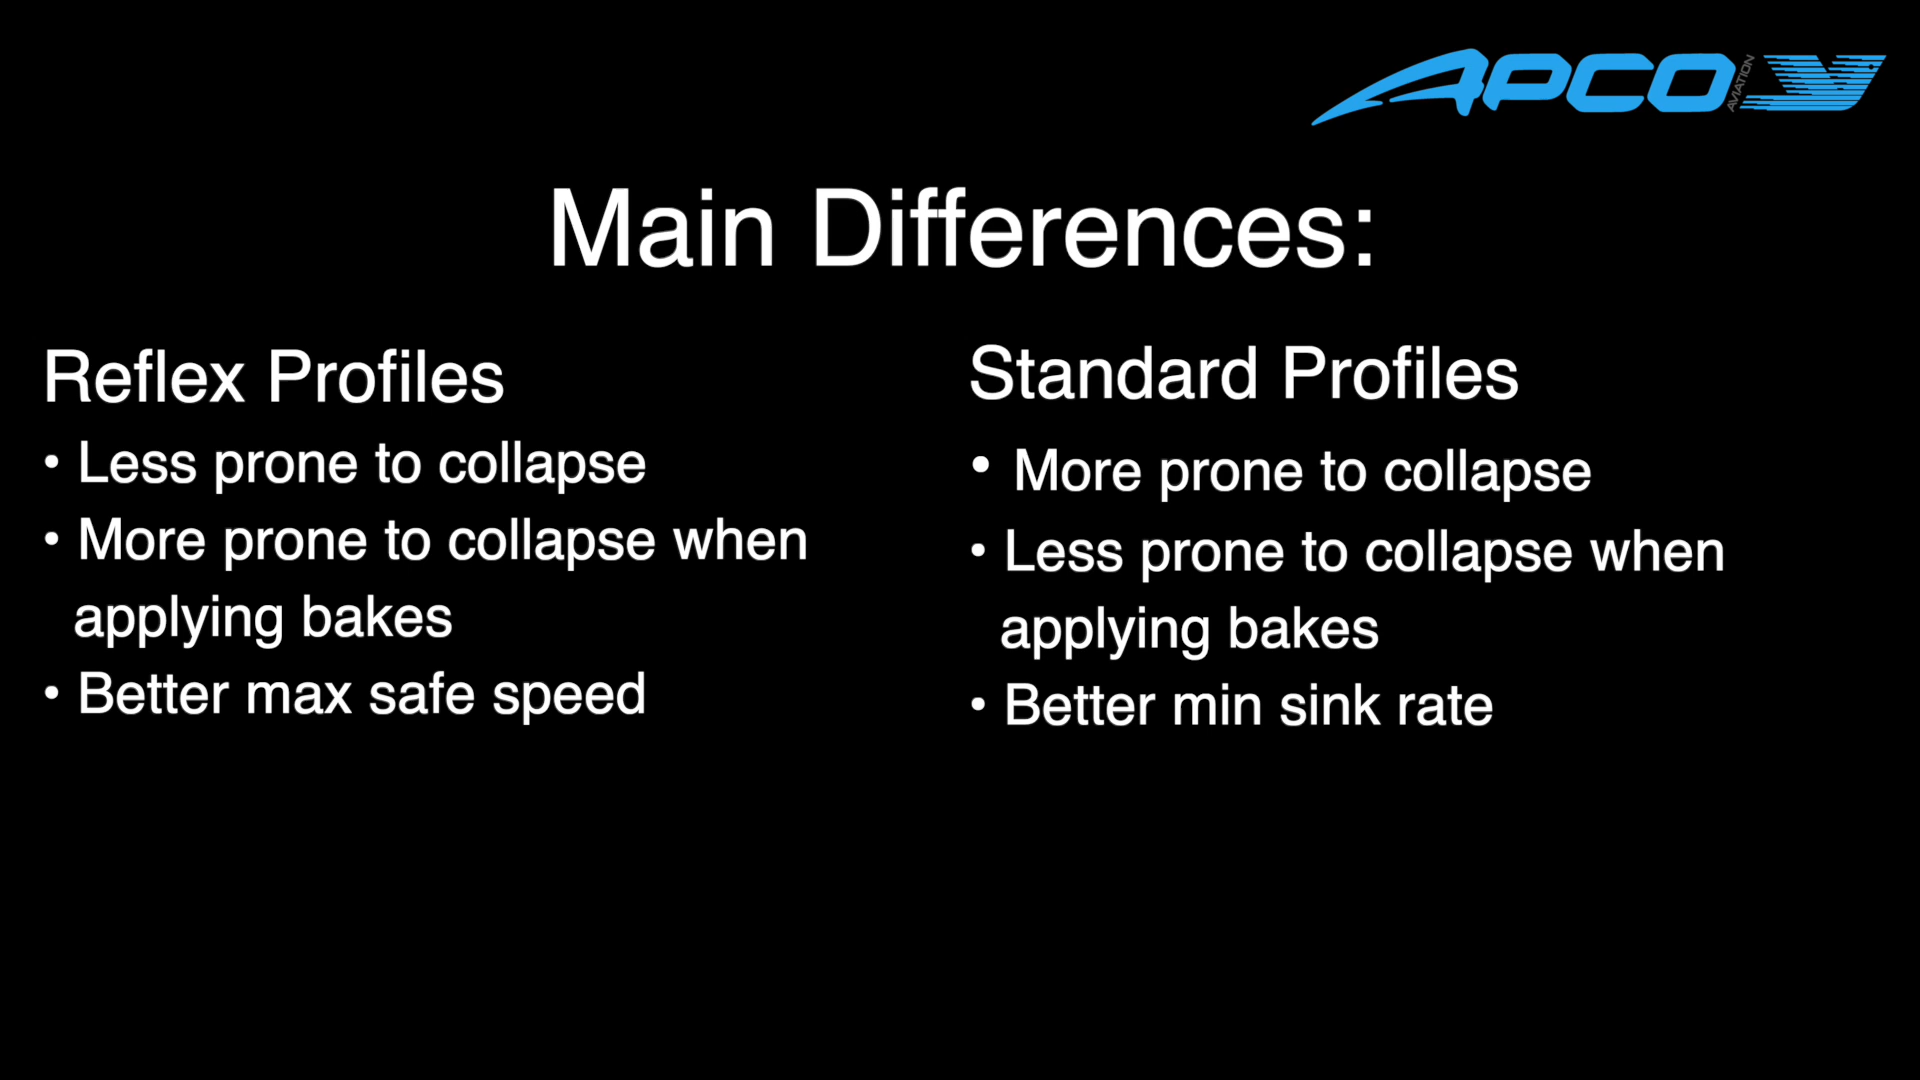 APCO AVIATION
Main Differences:
Reflex Profiles
• Less prone to collapse
• More prone to collapse when
applying bakes
• Better max safe speed
Standard Profiles
• More prone to collapse
• Less prone to collapse when
applying bakes
• Better min sink rate